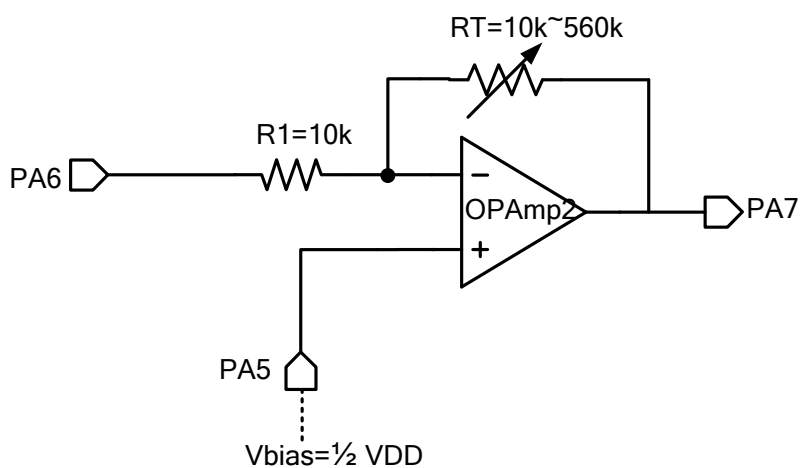 RT=10k~560k
R1=10k
PA6
−
OPAmp2
PA7
+
PA5
Vbias=½ VDD